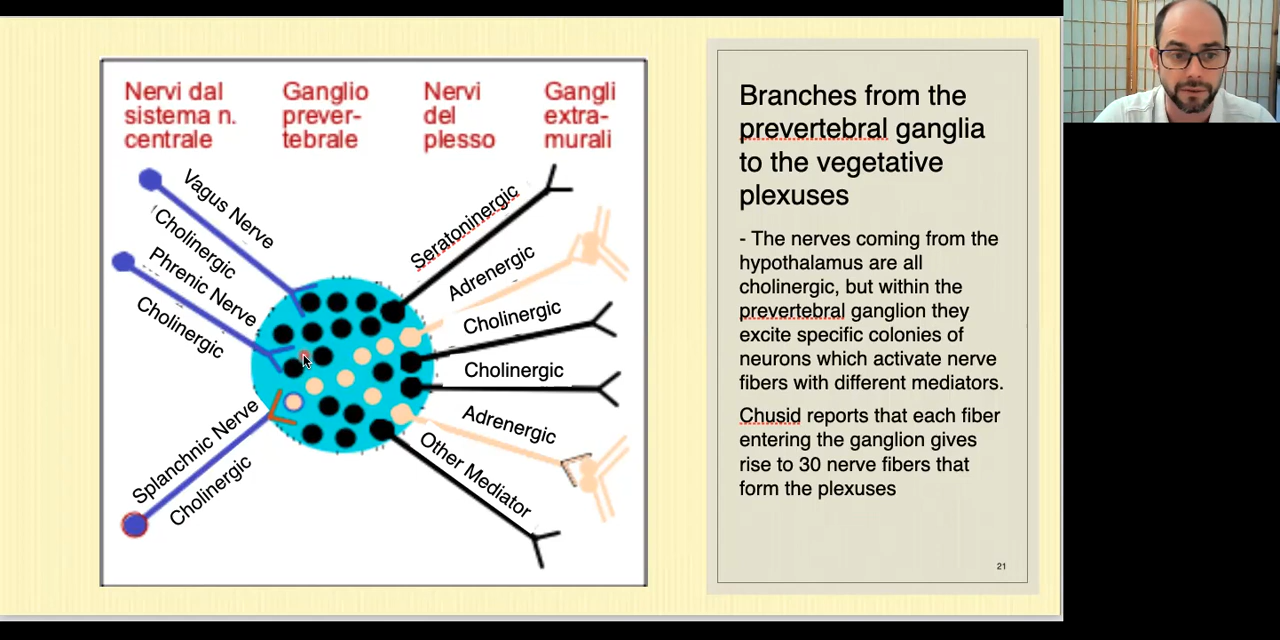 Nervi dal
sistema n.
centrale
Ganglio
prever-
tebrale
Nervi
del
plesso
Gangli
extra-
murali
Vagus Nerve
Cholinergic
Phrenic Nerve
Cholinergic
Splanchnic Nerve
Cholinergic
Seratoninergic
Adrenergic
Cholinergic
Cholinergic
Adrenergic
Other Mediator
Branches from the
prevertebral ganglia
to the vegetative
plexuses
- The nerves coming from the
hypothalamus are all
cholinergic, but within the
prevertebral ganglion they
excite specific colonies of
neurons which activate nerve
fibers with different mediators.
Chusid reports that each fiber
entering the ganglion gives
rise to 30 nerve fibers that
form the plexuses
21